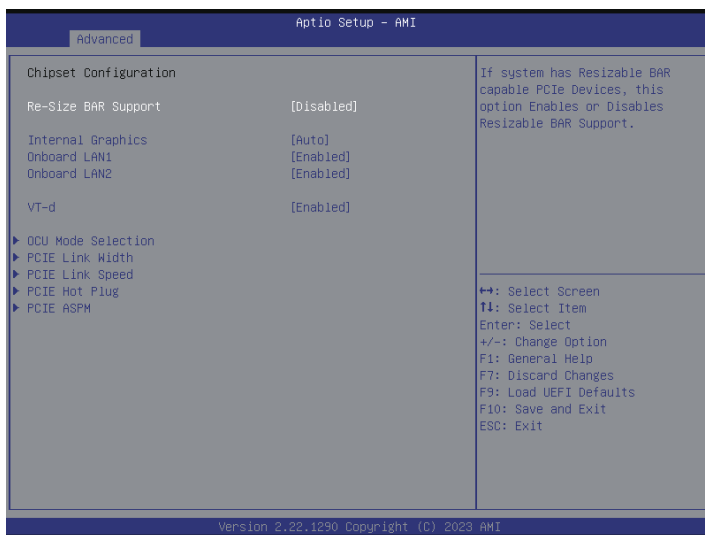 Aptio Setup - AMI
Advanced
Chipset Configuration
Re-Size BAR Support [Disabled]
Internal Graphics [Auto]
Onboard LAN1 [Enabled]
Onboard LAN2 [Enabled]
VT-d [Enabled]
OCU Mode Selection
PCIE Link Width
PCIE Link Speed
PCIE Hot Plug
PCIE ASPM
If system has Resizable BAR
capable PCIe Devices, this
option Enables or Disables
Resizable BAR Support.
↔: Select Screen
↑↓: Select Item
Enter: Select
+/-: Change Option
F1: General Help
F7: Discard Changes
F9: Load UEFI Defaults
F10: Save and Exit
ESC: Exit
Version 2.22.1290 Copyright (C) 2023 AMI